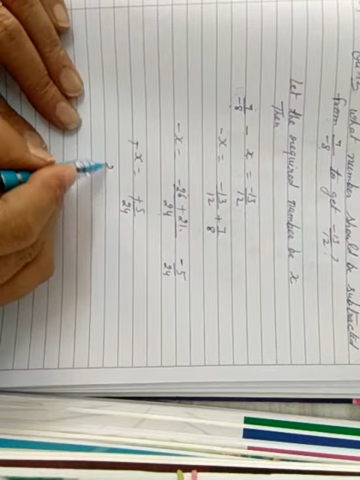 Ques What number should be subtracted
from 7/-8 to get -13/12 ?
Let the required number be x
Then
7/-8 - x = -13/12
-x = -13/12 + 7/8
-x = -26 + 21/24 -5/24
+x = +5/24